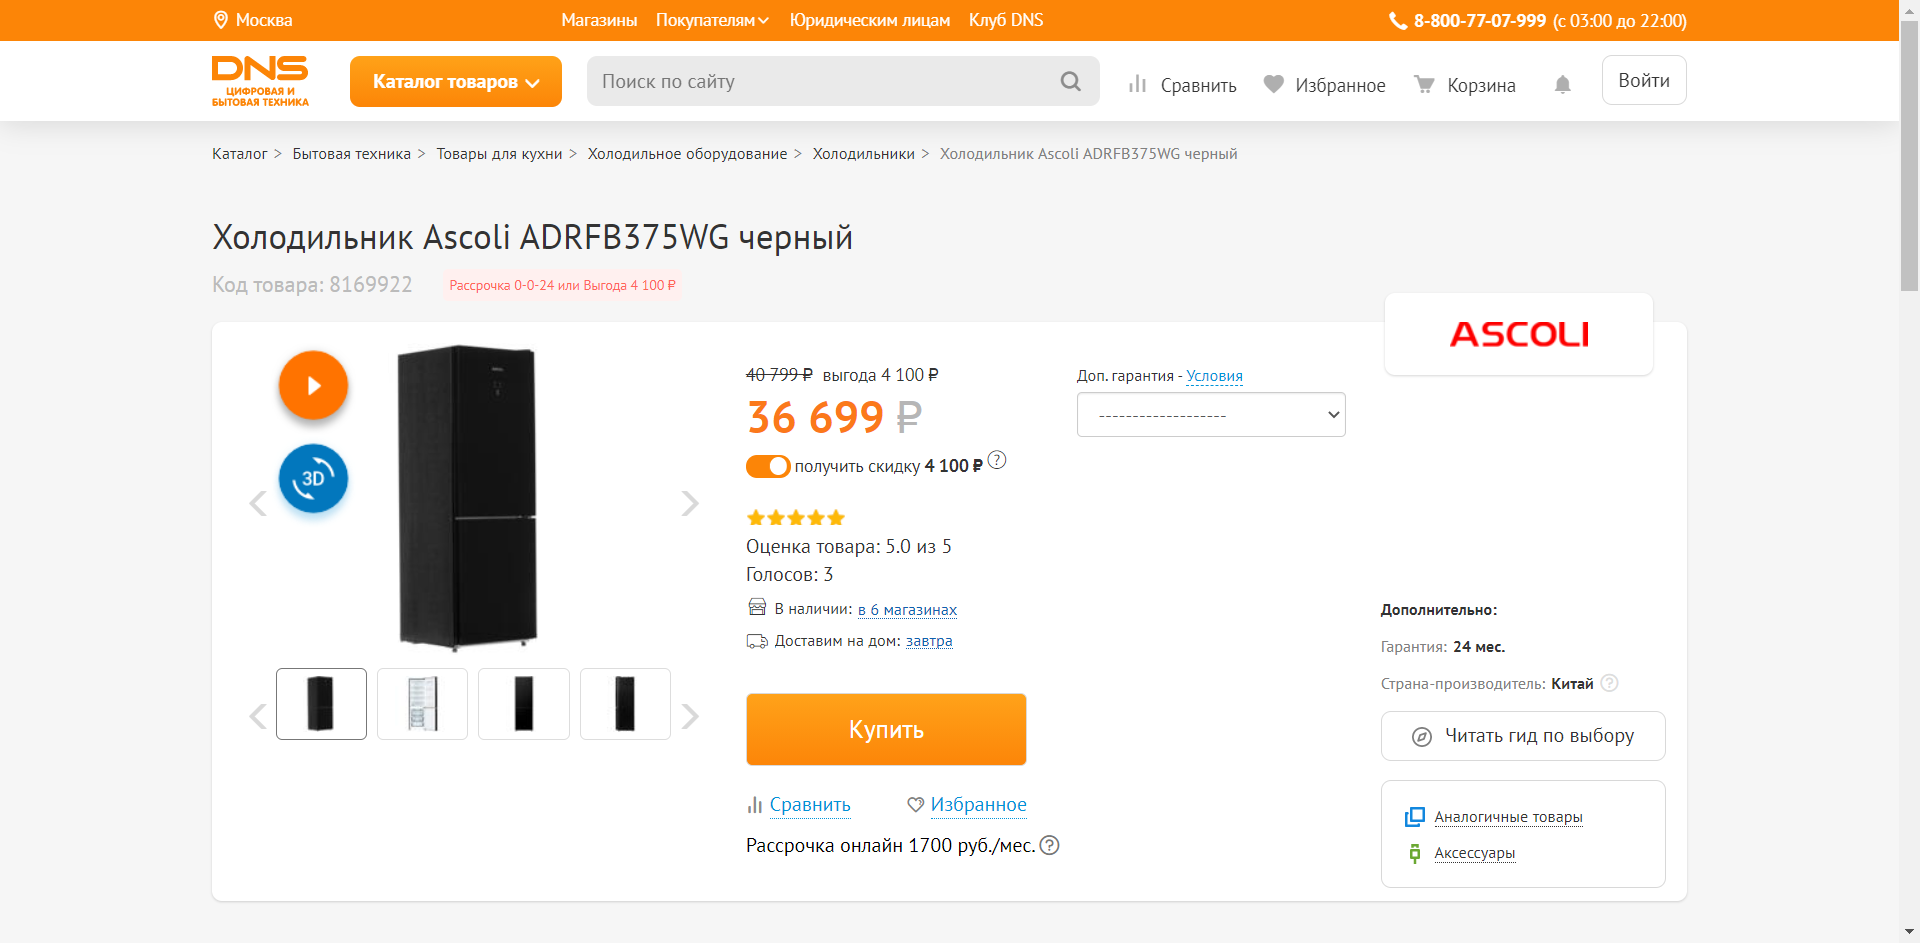 Москва
Магазины Покупателям Юридическим лицам Клуб DNS
8-800-77-07-999 (с 03:00 до 22:00)
DNS
ЦИФРОВАЯ И
БЫТОВАЯ ТЕХНИКА
Каталог товаров
Поиск по сайту
Сравнить
Избранное
Корзина
Войти
Каталог > Бытовая техника > Товары для кухни > Холодильное оборудование > Холодильники > Холодильник Ascoli ADRFB375WG черный
Холодильник Ascoli ADRFB375WG черный
Код товара: 8169922
Рассрочка 0-0-24 или Выгода 4 100 ₽
ASCOLI
3D
40 799 ₽ выгода 4 100 ₽
36 699 ₽
получить скидку 4 100 ₽ ?
Доп. гарантия - Условия
-------------------
Оценка товара: 5.0 из 5
Голосов: 3
В наличии: в 6 магазинах
Доставим на дом: завтра
Купить
Сравнить
Избранное
Рассрочка онлайн 1700 руб./мес. ?
Дополнительно:
Гарантия: 24 мес.
Страна-производитель: Китай ?
Читать гид по выбору
Аналогичные товары
Аксессуары